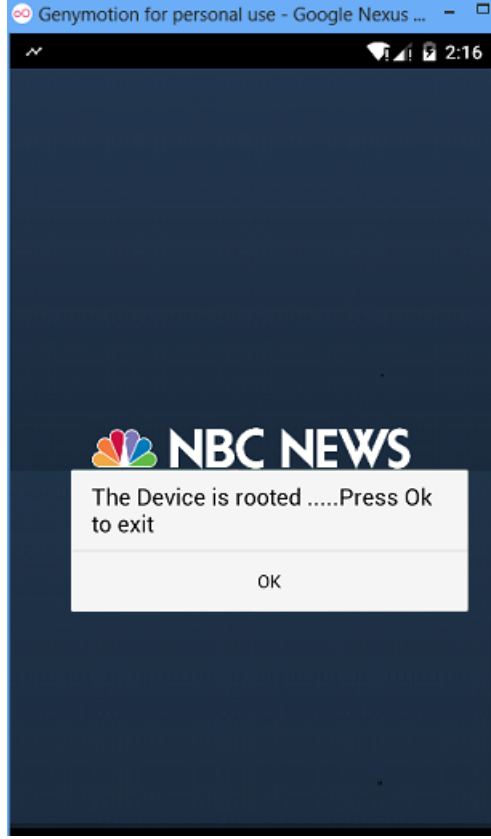 Genymotion for personal use - Google Nexus ...
2:16
NBC NEWS
The Device is rooted .....Press Ok
to exit
OK